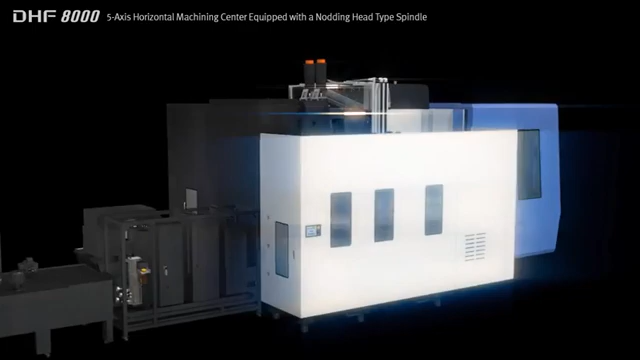 DHF 8000 5-Axis Horizontal Machining Center Equipped with a Nodding Head Type Spindle